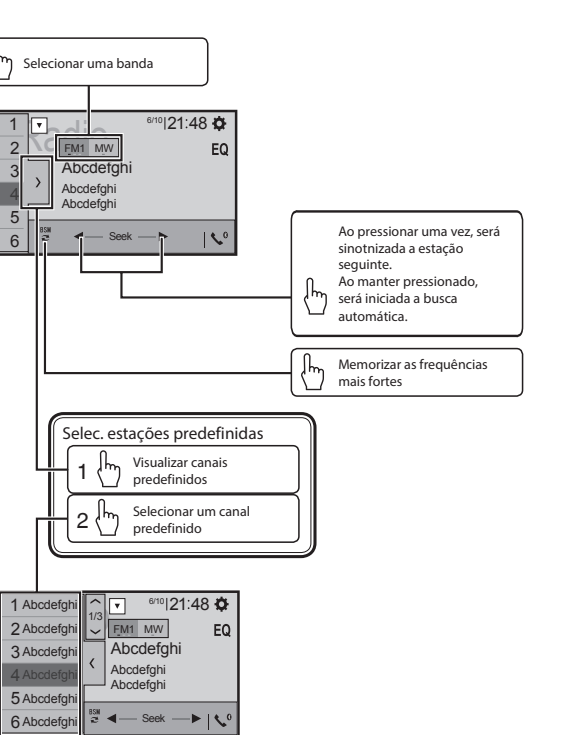 Selecionar uma banda
1
2
3
4
5
6
Radio
6/10 21:48
FM1 MW
EQ
Abcdefghi
Abcdefghi
Abcdefghi
BSM
Seek
0
Ao pressionar uma vez, será
sinotnizada a estação
seguinte.
Ao manter pressionado,
será iniciada a busca
automática.
Memorizar as frequências
mais fortes
Selec. estações predefinidas
1 Visualizar canais
predefinidos
2 Selecionar um canal
predefinido
1 Abcdefghi
2 Abcdefghi
3 Abcdefghi
4 Abcdefghi
5 Abcdefghi
6 Abcdefghi
1/3
6/10 21:48
FM1 MW
EQ
Abcdefghi
Abcdefghi
Abcdefghi
BSM
Seek
0